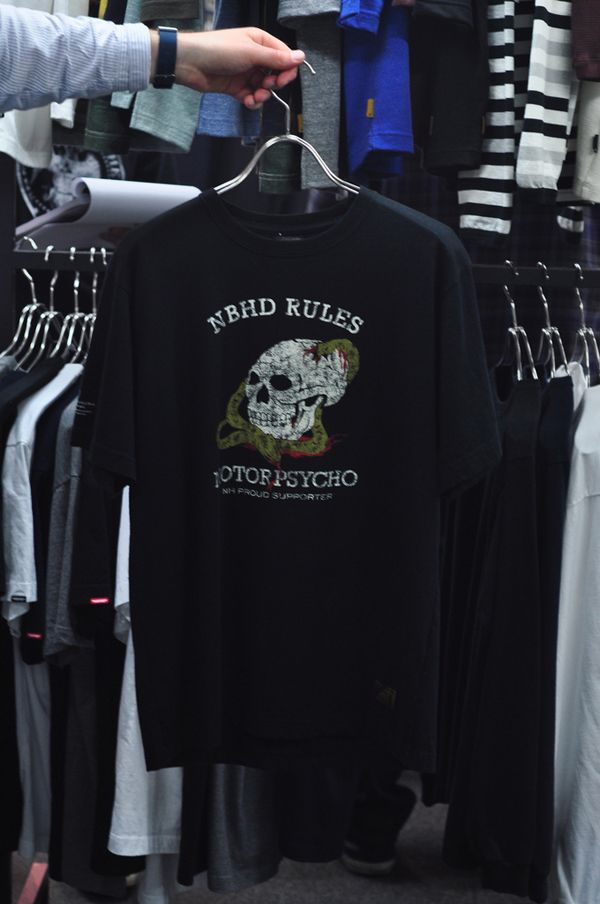 NBHD RULES
MOTORPSYCHO
NH PROUD SUPPORTER